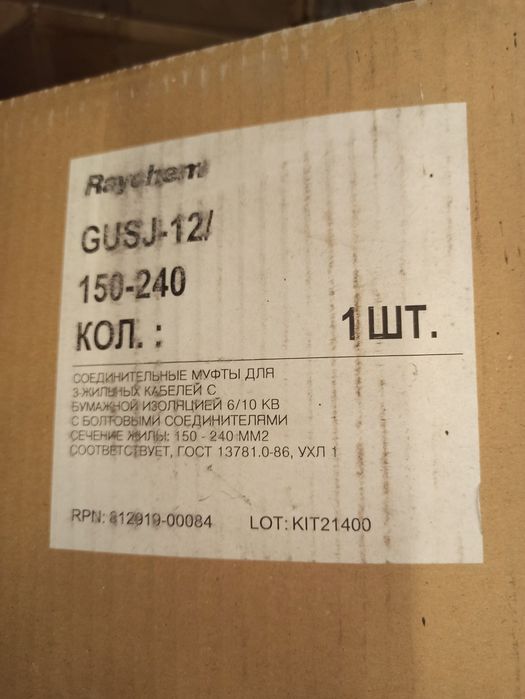 Raychem
GUSJ-12/
150-240
КОЛ. : 1 ШТ.
СОЕДИНИТЕЛЬНЫЕ МУФТЫ ДЛЯ
3-ЖИЛЬНЫХ КАБЕЛЕЙ С
БУМАЖНОЙ ИЗОЛЯЦИЕЙ 6/10 КВ
С БОЛТОВЫМИ СОЕДИНИТЕЛЯМИ
СЕЧЕНИЕ ЖИЛЫ: 150 - 240 ММ2
СООТВЕТСТВУЕТ, ГОСТ 13781.0-86, УХЛ 1
RPN: 812919-00084 LOT: KIT21400